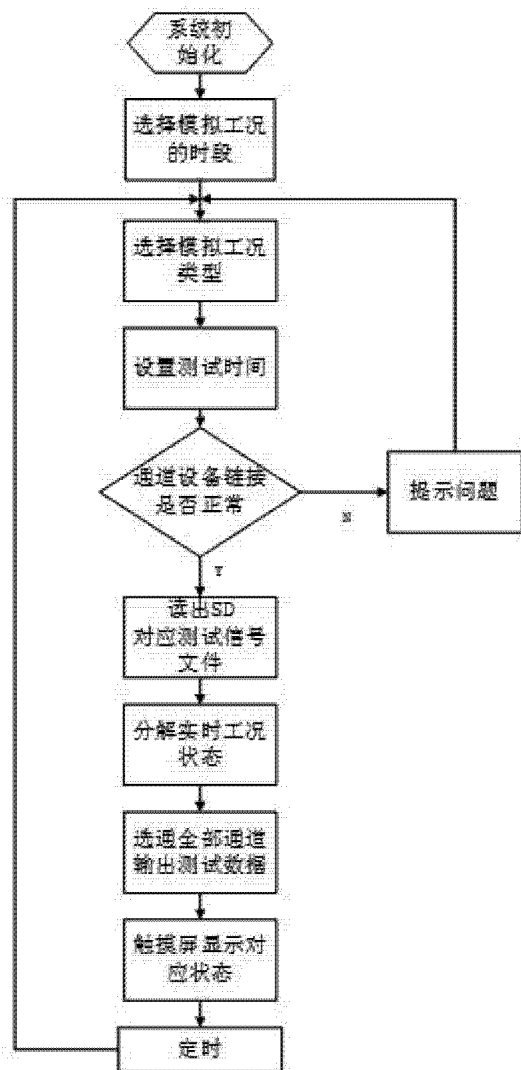 系统初
始化
选择模拟工况
的时段
选择模拟工况
类型
设置测试时间
通道设备链接
是否正常
N
提示问题
Y
读出SD
对应测试信号
文件
分解实时工况
状态
选通全部通道
输出测试数据
触摸屏显示对
应状态
定时